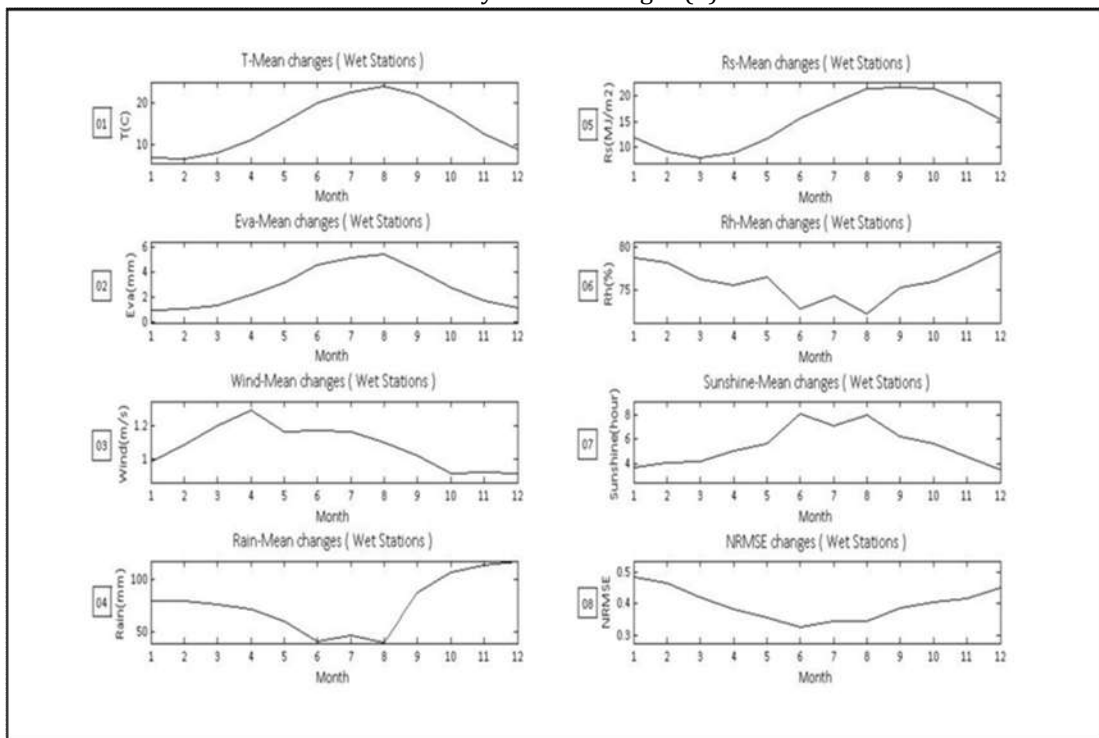 T-Mean changes ( Wet Stations )
01
T(C)
20
10
1 2 3 4 5 6 7 8 9 10 11 12
Month
Eva-Mean changes ( Wet Stations )
02
Eva(mm)
6
4
2
0
1 2 3 4 5 6 7 8 9 10 11 12
Month
Wind-Mean changes ( Wet Stations )
03
Wind(m/s)
1.2
1
1 2 3 4 5 6 7 8 9 10 11 12
Month
Rain-Mean changes ( Wet Stations )
04
Rain(mm)
100
50
1 2 3 4 5 6 7 8 9 10 11 12
Month
Rs-Mean changes ( Wet Stations )
05
Rs(MJ/m2)
20
15
10
1 2 3 4 5 6 7 8 9 10 11 12
Month
Rh-Mean changes ( Wet Stations )
06
Rh(%)
80
75
1 2 3 4 5 6 7 8 9 10 11 12
Month
Sunshine-Mean changes ( Wet Stations )
07
Sunshine(hour)
8
6
4
1 2 3 4 5 6 7 8 9 10 11 12
Month
NRMSE changes ( Wet Stations )
08
NRMSE
0.5
0.4
0.3
1 2 3 4 5 6 7 8 9 10 11 12
Month